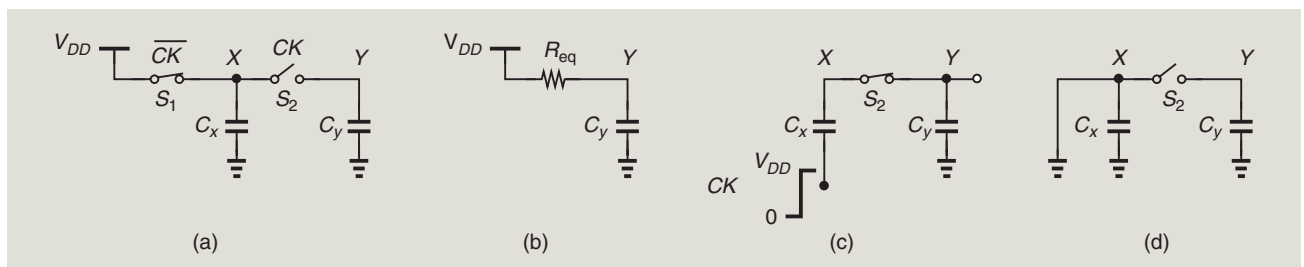 V_DD
\overline{CK}
X
CK
Y
S_1
S_2
C_x
C_y
(a)
V_DD
R_eq
Y
C_y
(b)
X
Y
S_2
C_x
C_y
V_DD
CK
0
(c)
X
Y
S_2
C_x
C_y
(d)